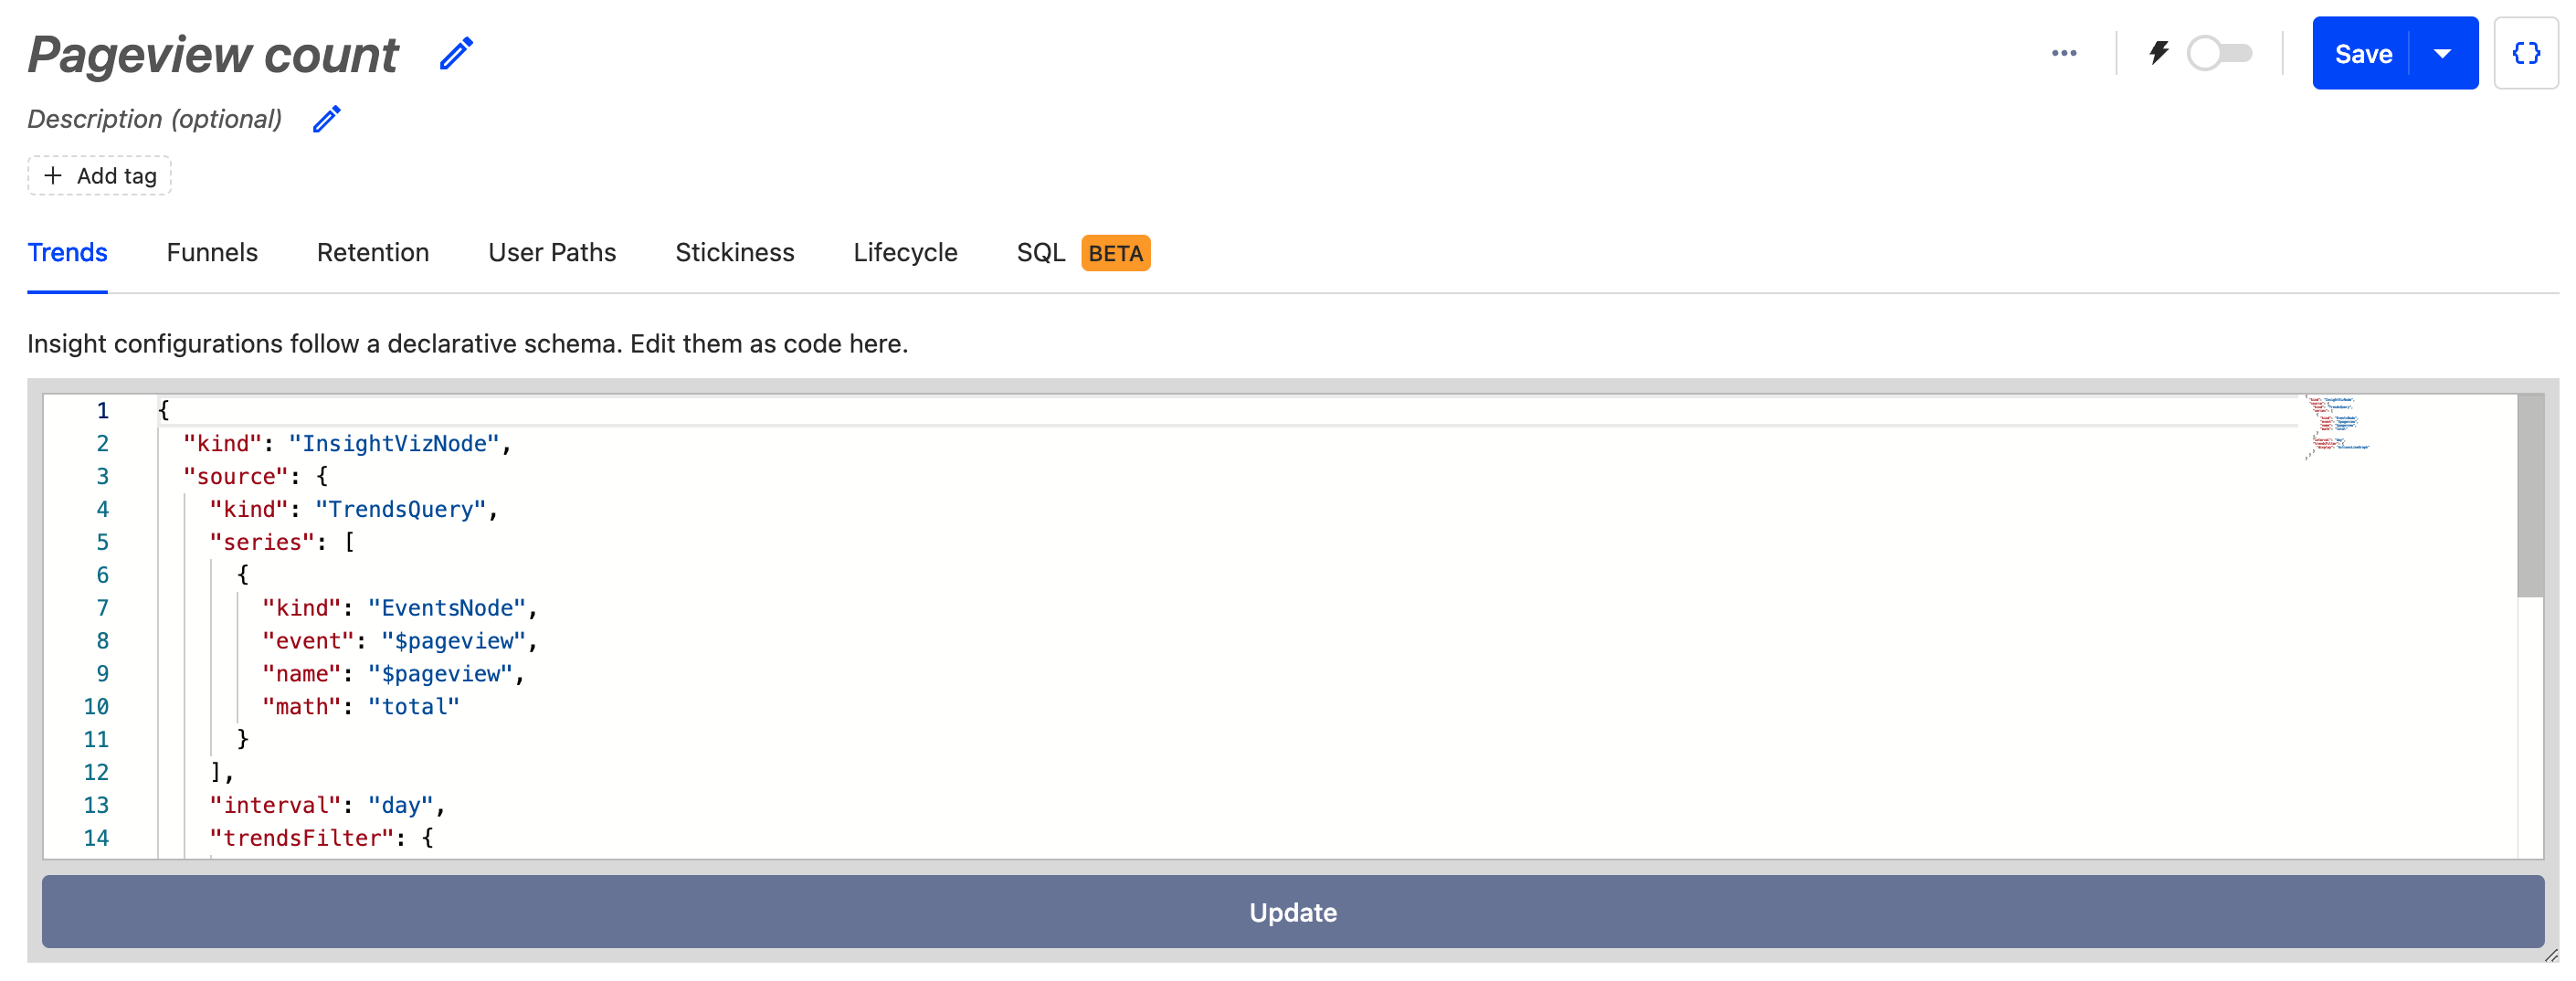 Pageview count
Save
Description (optional)
Add tag
Trends Funnels Retention User Paths Stickiness Lifecycle SQL BETA
Insight configurations follow a declarative schema. Edit them as code here.
1 {
2 "kind": "InsightVizNode",
3 "source": {
4 "kind": "TrendsQuery",
5 "series": [
6 {
7 "kind": "EventsNode",
8 "event": "$pageview",
9 "name": "$pageview",
10 "math": "total"
11 }
12 ],
13 "interval": "day",
14 "trendsFilter": {
Update